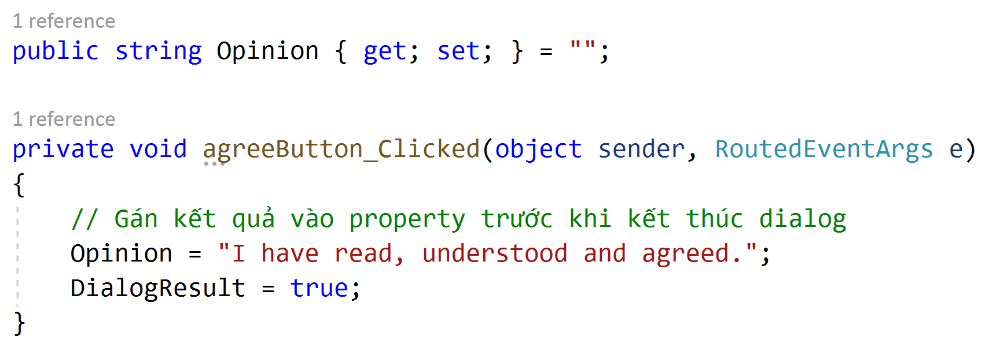 1 reference
public string Opinion { get; set; } = "";
1 reference
private void agreeButton_Clicked(object sender, RoutedEventArgs e)
{
// Gán kết quả vào property trước khi kết thúc dialog
Opinion = "I have read, understood and agreed.";
DialogResult = true;
}